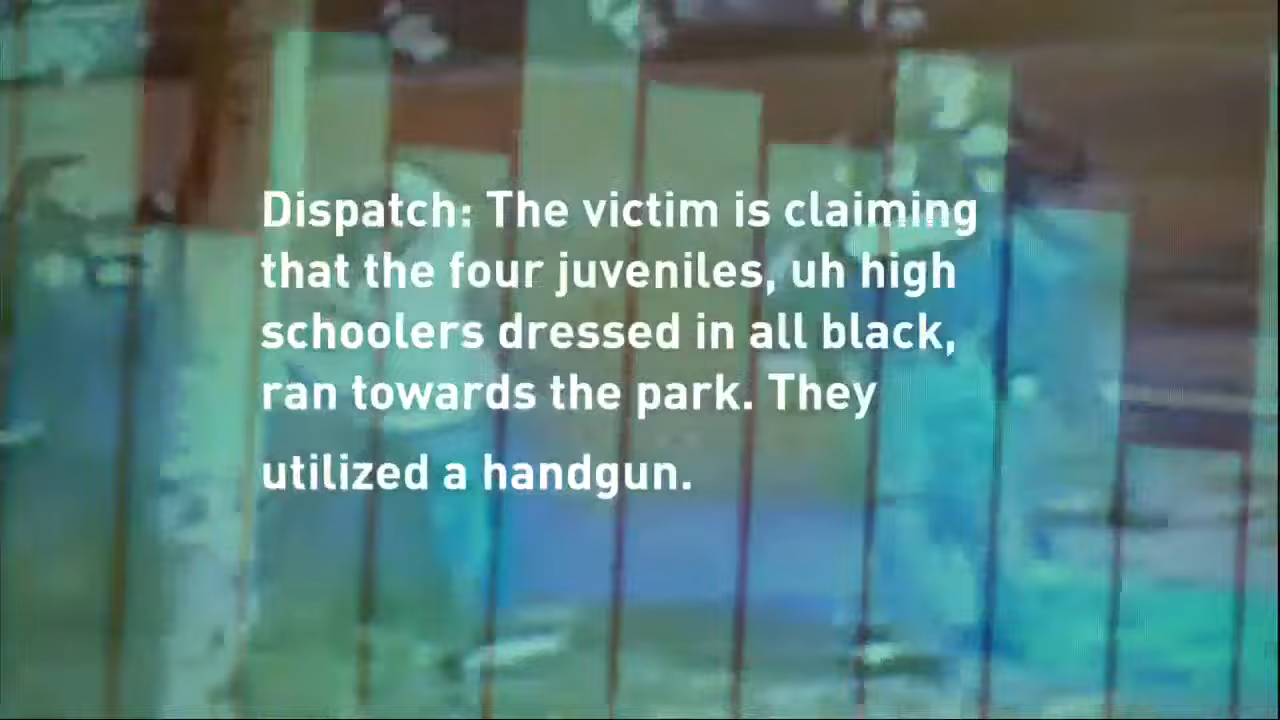 Dispatch: The victim is claiming
that the four juveniles, uh high
schoolers dressed in all black,
ran towards the park. They
utilized a handgun.